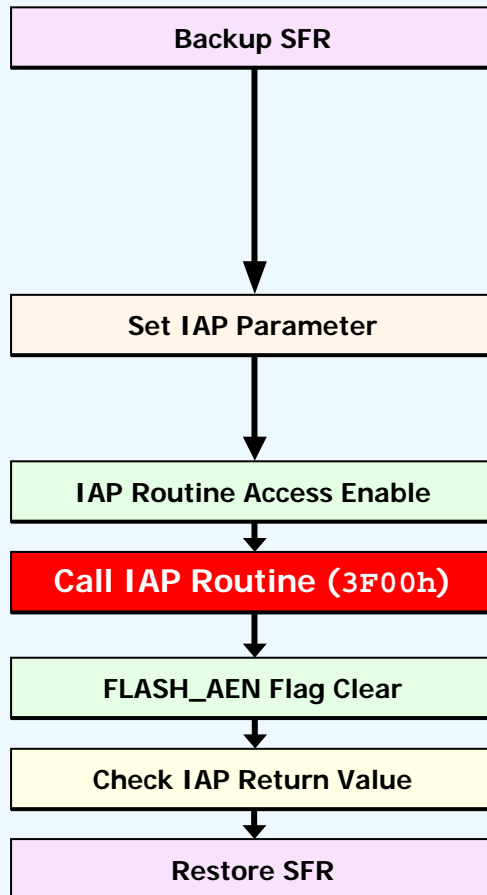 Backup SFR
Set IAP Parameter
IAP Routine Access Enable
Call IAP Routine (3F00h)
FLASH_AEN Flag Clear
Check IAP Return Value
Restore SFR